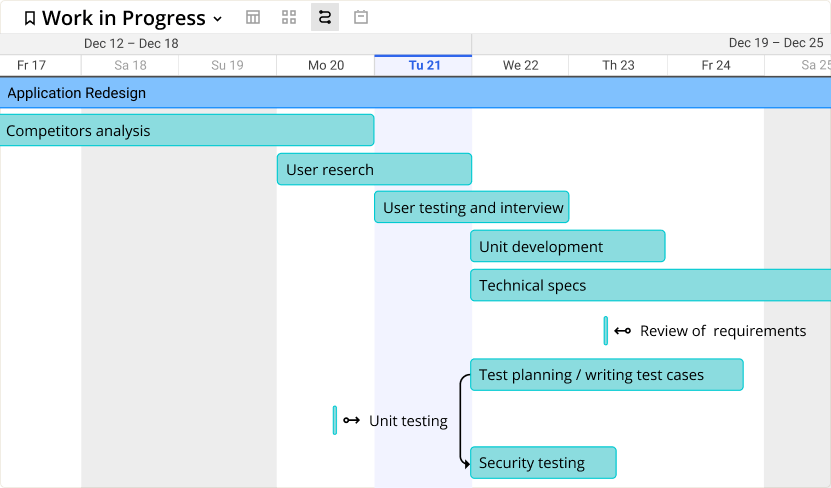 Work in Progress
Dec 12 – Dec 18
Dec 19 – Dec 25
Fr 17 Sa 18 Su 19 Mo 20 Tu 21 We 22 Th 23 Fr 24 Sa 25
Application Redesign
Competitors analysis
User reserch
User testing and interview
Unit development
Technical specs
Review of requirements
Test planning / writing test cases
Unit testing
Security testing